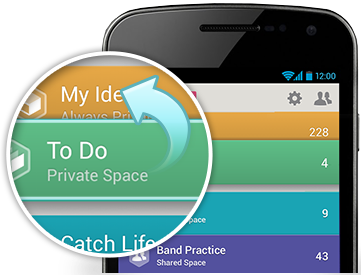 12:00
My Ide
Always Pri
228
To Do
Private Space
4
Catch Life
Space
9
Band Practice
Shared Space
43